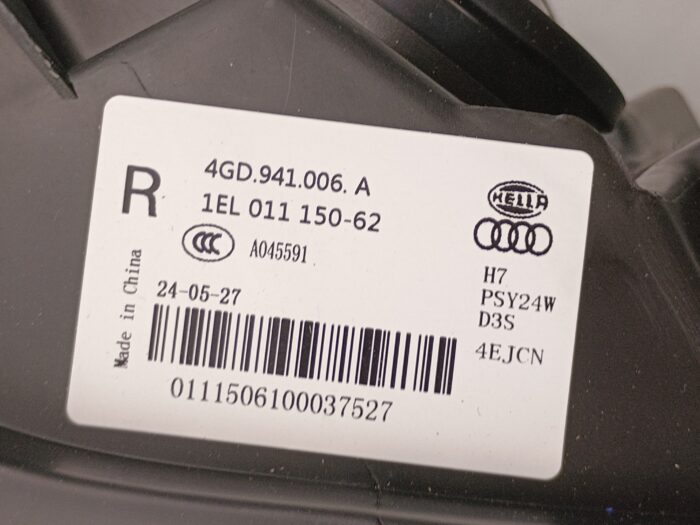 R
4GD.941.006. A
1EL 011 150-62
CCC
A045591
HELLA
24-05-27
H7
PSY24W
D3S
4EJCN
Made in China
0111506100037527